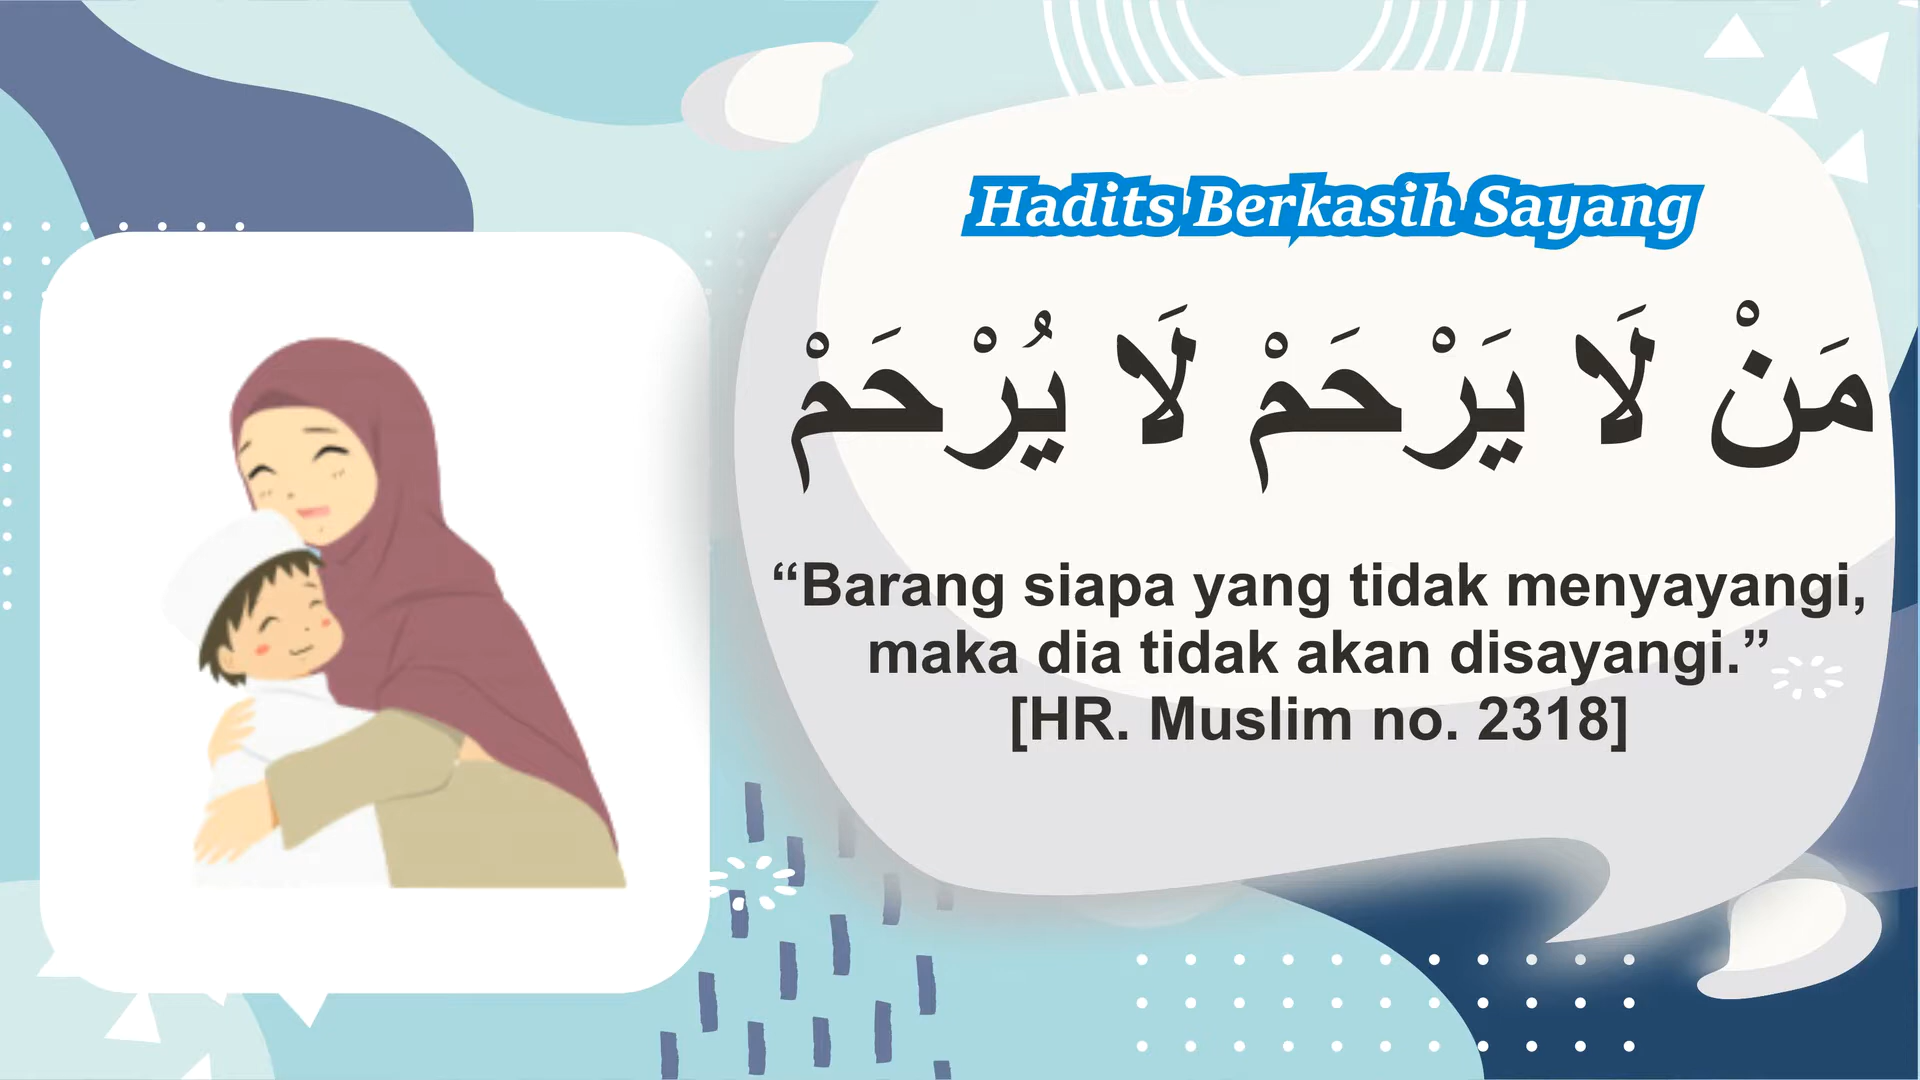 Hadits Berkasih Sayang
مَنْ لَا يَرْحَمْ لَا يُرْحَمْ
“Barang siapa yang tidak menyayangi,
maka dia tidak akan disayangi.”
[HR. Muslim no. 2318]